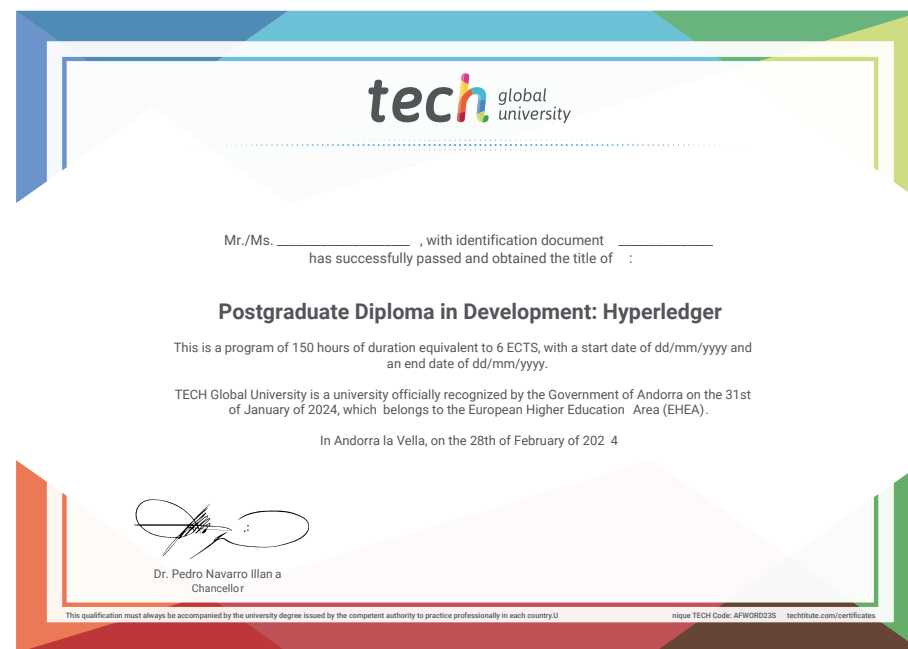 tech global university
Mr./Ms. _____________________ , with identification document _______________
has successfully passed and obtained the title of :
Postgraduate Diploma in Development: Hyperledger
This is a program of 150 hours of duration equivalent to 6 ECTS, with a start date of dd/mm/yyyy and
an end date of dd/mm/yyyy.
TECH Global University is a university officially recognized by the Government of Andorra on the 31st
of January of 2024, which belongs to the European Higher Education Area (EHEA).
In Andorra la Vella, on the 28th of February of 202 4
Dr. Pedro Navarro Illan a
Chancellor
This qualification must always be accompanied by the university degree issued by the competent authority to practice professionally in each country.U nique TECH Code: AFWORD23S techtitute.com/certificates